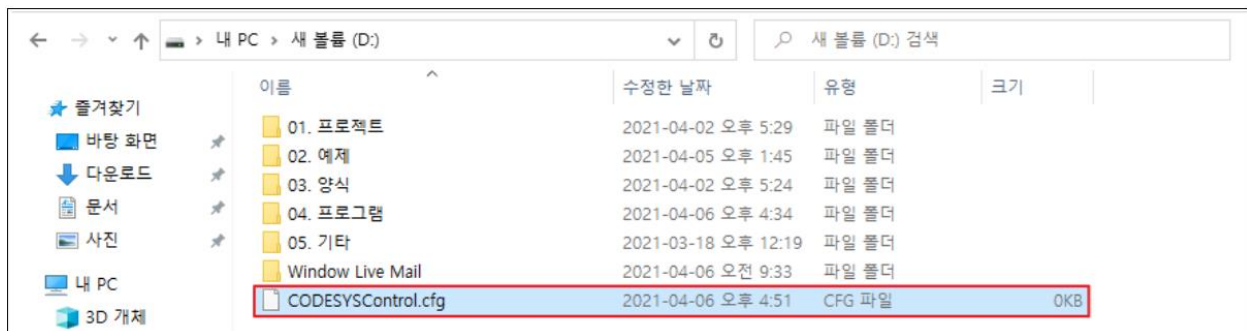 내 PC > 새 볼륨 (D:)
새 볼륨 (D:) 검색
이름 수정한 날짜 유형 크기
즐겨찾기
바탕 화면
다운로드
문서
사진
내 PC
3D 개체
01. 프로젝트 2021-04-02 오후 5:29 파일 폴더
02. 예제 2021-04-05 오후 1:45 파일 폴더
03. 양식 2021-04-02 오후 5:24 파일 폴더
04. 프로그램 2021-04-06 오후 4:34 파일 폴더
05. 기타 2021-03-18 오후 12:19 파일 폴더
Window Live Mail 2021-04-06 오전 9:33 파일 폴더
CODESYSControl.cfg 2021-04-06 오후 4:51 CFG 파일 0KB